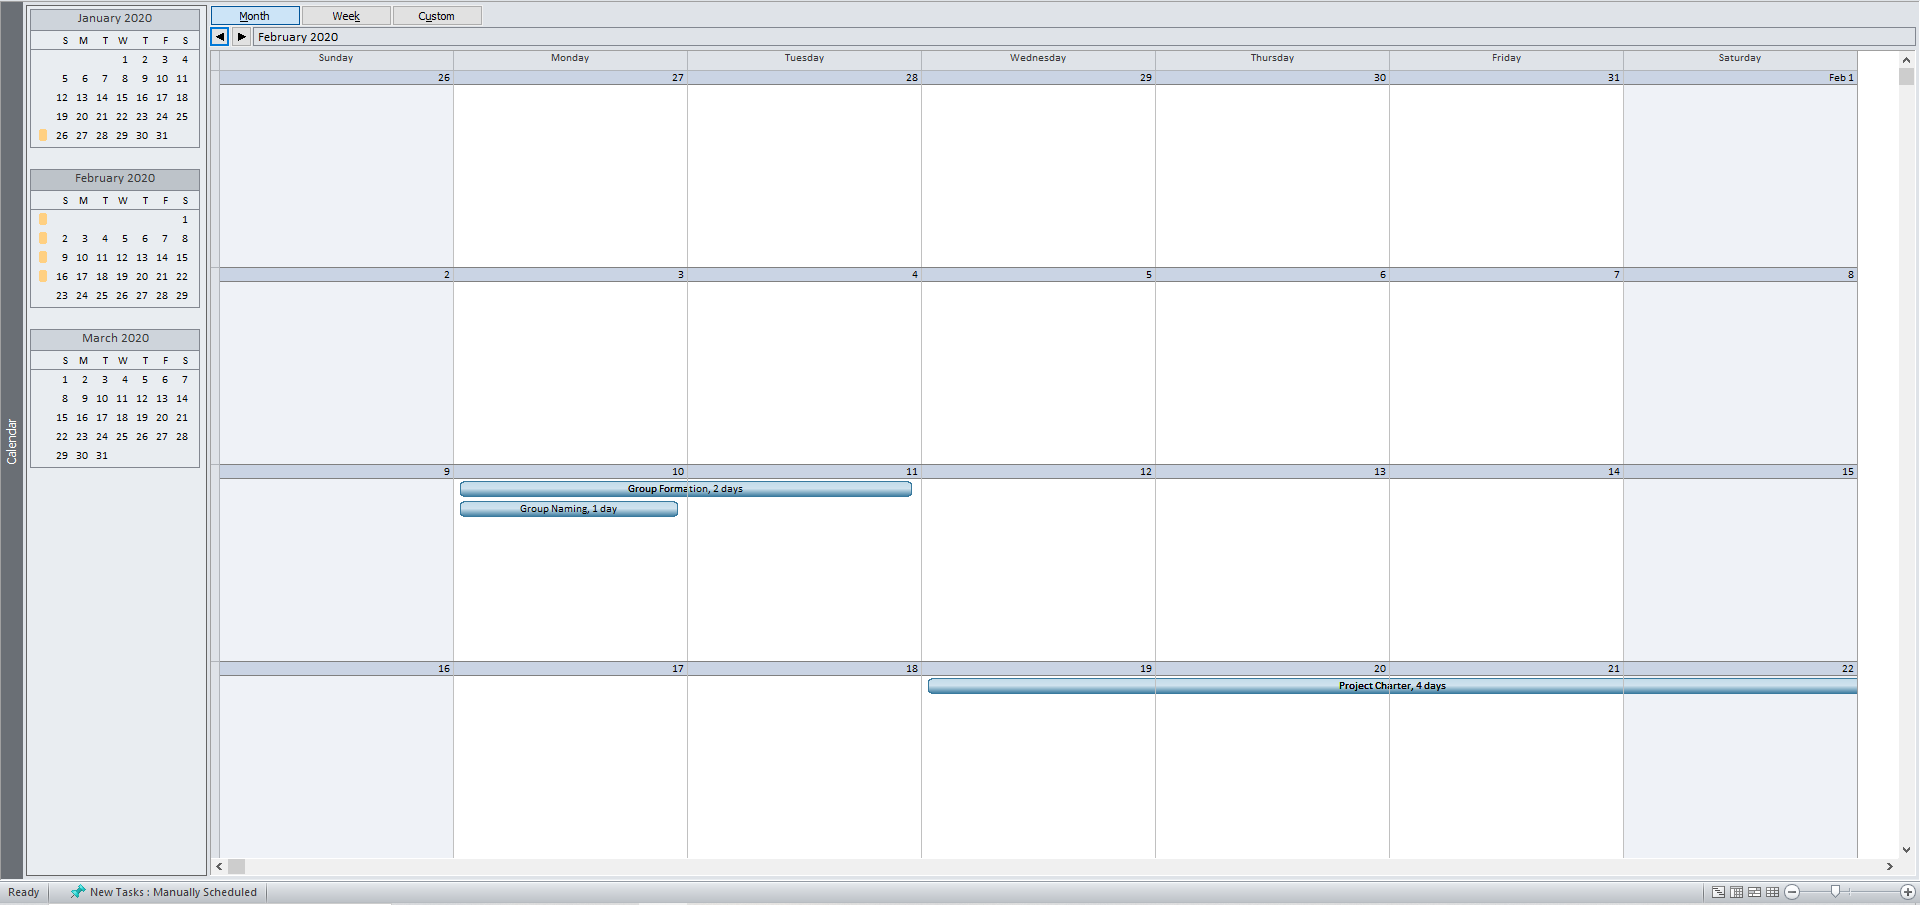 Month Week Custom
February 2020
January 2020
S M T W T F S
1 2 3 4
5 6 7 8 9 10 11
12 13 14 15 16 17 18
19 20 21 22 23 24 25
26 27 28 29 30 31
February 2020
S M T W T F S
1
2 3 4 5 6 7 8
9 10 11 12 13 14 15
16 17 18 19 20 21 22
23 24 25 26 27 28 29
March 2020
S M T W T F S
1 2 3 4 5 6 7
8 9 10 11 12 13 14
15 16 17 18 19 20 21
22 23 24 25 26 27 28
29 30 31
Calendar
Sunday Monday Tuesday Wednesday Thursday Friday Saturday
26 27 28 29 30 31 Feb 1
2 3 4 5 6 7 8
9 10 11 12 13 14 15
Group Formation, 2 days
Group Naming, 1 day
16 17 18 19 20 21 22
Project Charter, 4 days
Ready New Tasks : Manually Scheduled